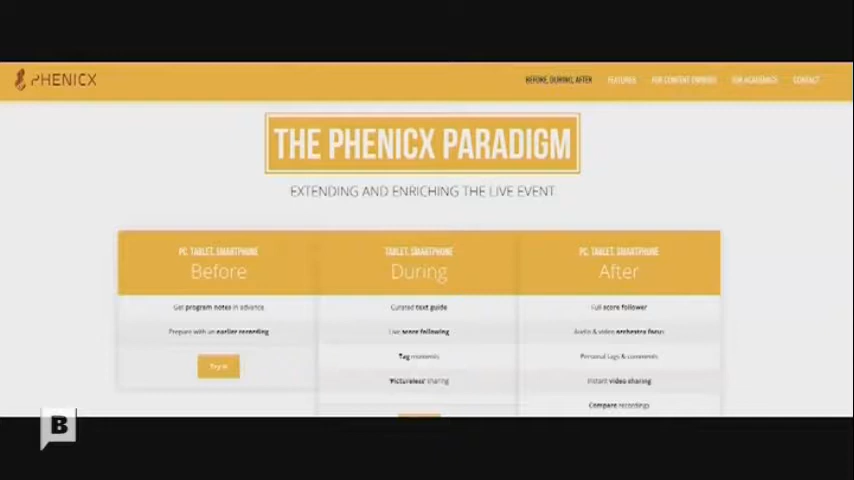 PHENICX
BEFORE, DURING, AFTER FEATURES FOR CONTENT OWNERS FOR ACADEMICS CONTACT
THE PHENICX PARADIGM
EXTENDING AND ENRICHING THE LIVE EVENT
PC, TABLET, SMARTPHONE
Before
Get program notes in advance
Prepare with an earlier recording
Try it
TABLET, SMARTPHONE
During
Curated text guide
Live score following
Tag moments
'Pictureless' sharing
PC, TABLET, SMARTPHONE
After
Full score follower
Audio & video orchestra focus
Personal tags & comments
Instant video sharing
Compare recordings
B